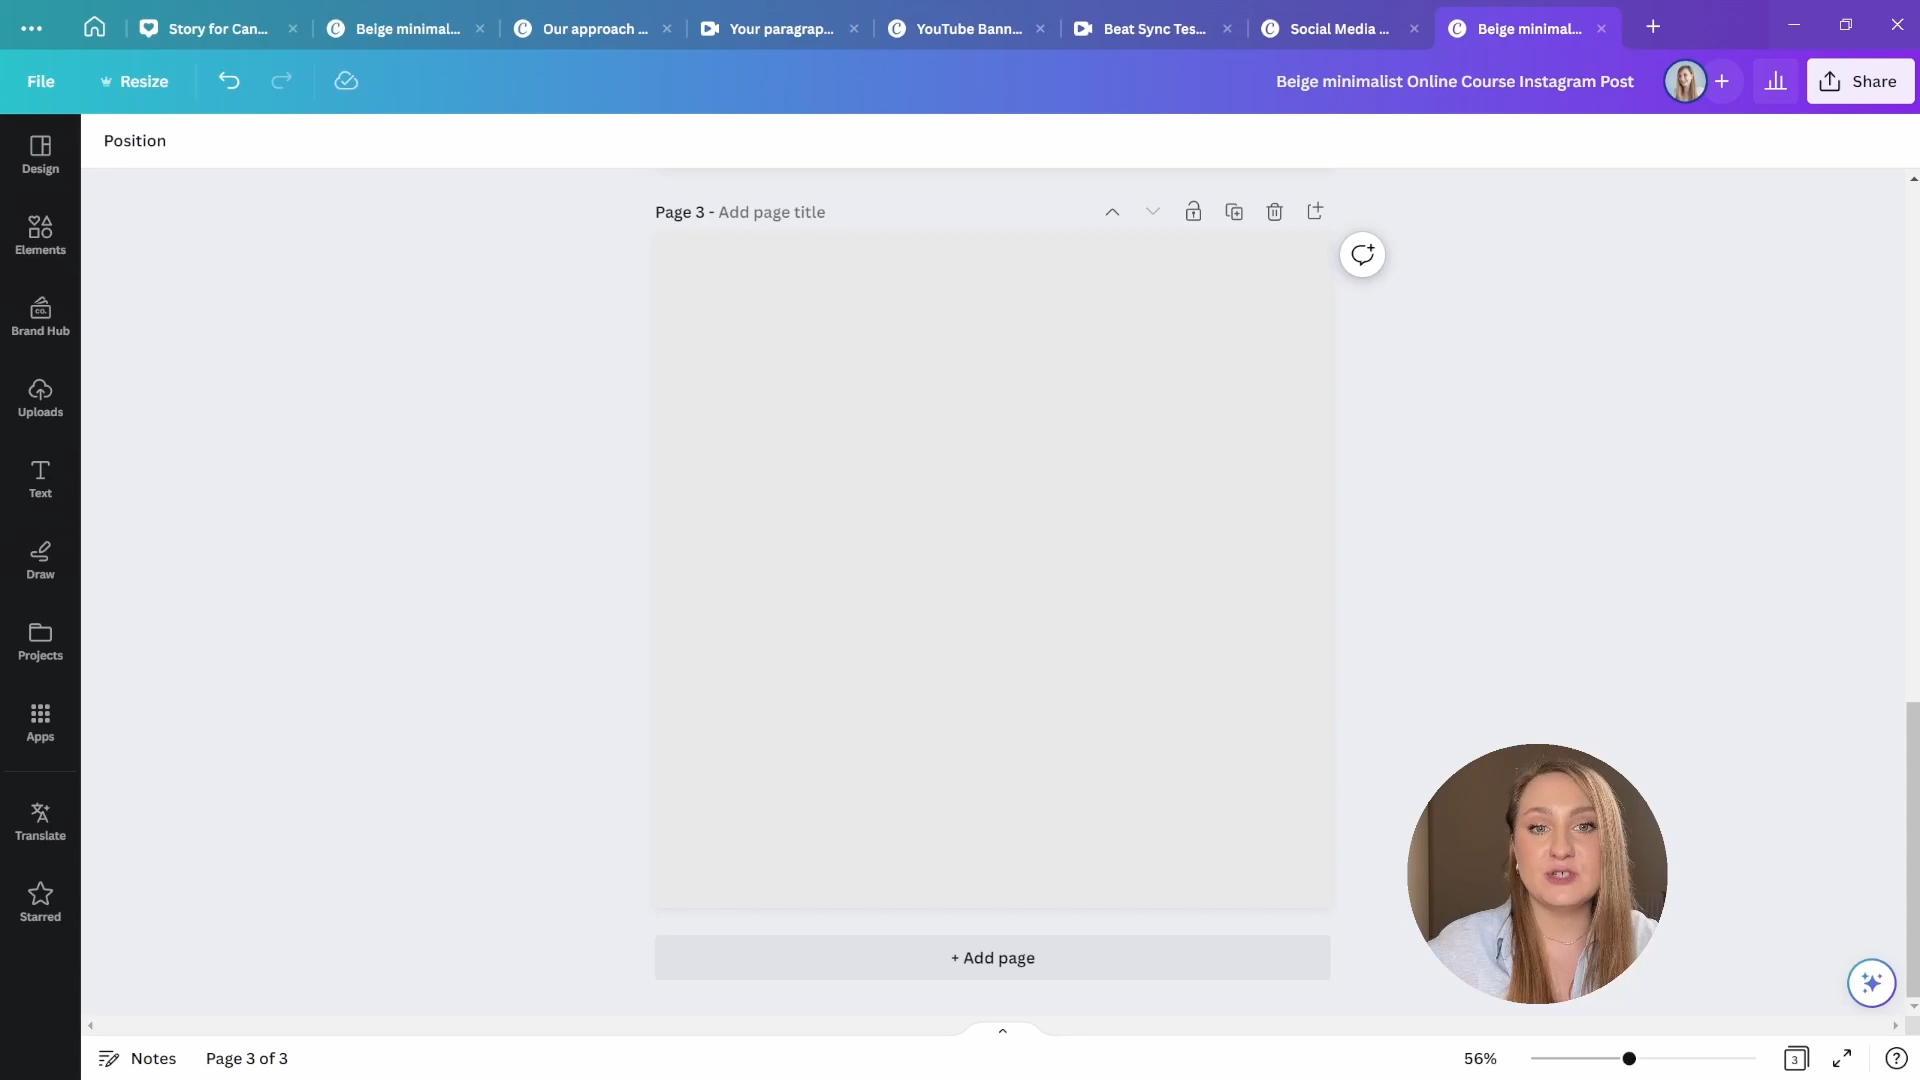 Story for Can...
Beige minimal...
Our approach ...
Your paragrap...
YouTube Bann...
Beat Sync Tes...
Social Media ...
Beige minimal...
File
Resize
Beige minimalist Online Course Instagram Post
Share
Position
Design
Elements
CO.
Brand Hub
Uploads
Text
Draw
Projects
Apps
Translate
Starred
Page 3 - Add page title
+ Add page
Notes
Page 3 of 3
56%
3